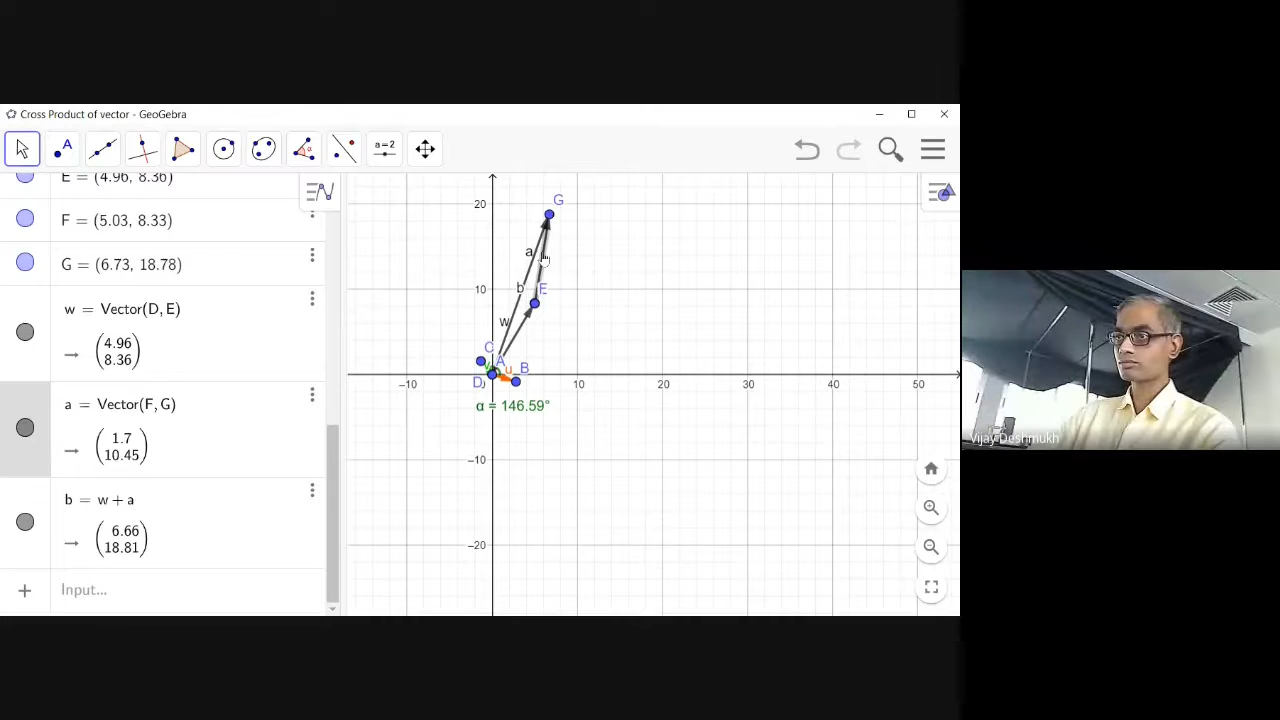 Cross Product of vector - GeoGebra
A
α
a=2
E = (4.96, 8.36)
F = (5.03, 8.33)
G = (6.73, 18.78)
w = Vector(D, E)
→ (4.96
8.36)
a = Vector(F, G)
→ (1.7
10.45)
b = w + a
→ (6.66
18.81)
+ Input...
G
20
a
b
E
10
w
C
A
u
B
D
−10
10
20
30
40
50
α = 146.59°
−10
−20
Vijay Deshmukh